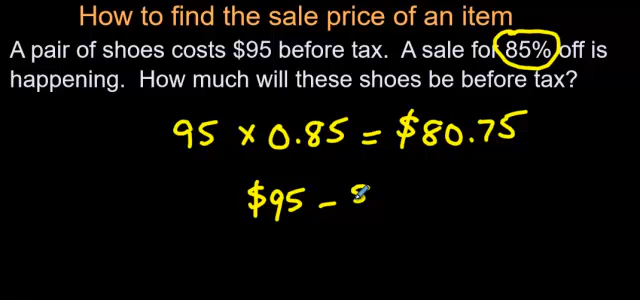 How to find the sale price of an item
A pair of shoes costs $95 before tax. A sale for 85% off is
happening. How much will these shoes be before tax?
95 × 0.85 = $80.75
$95 - 8